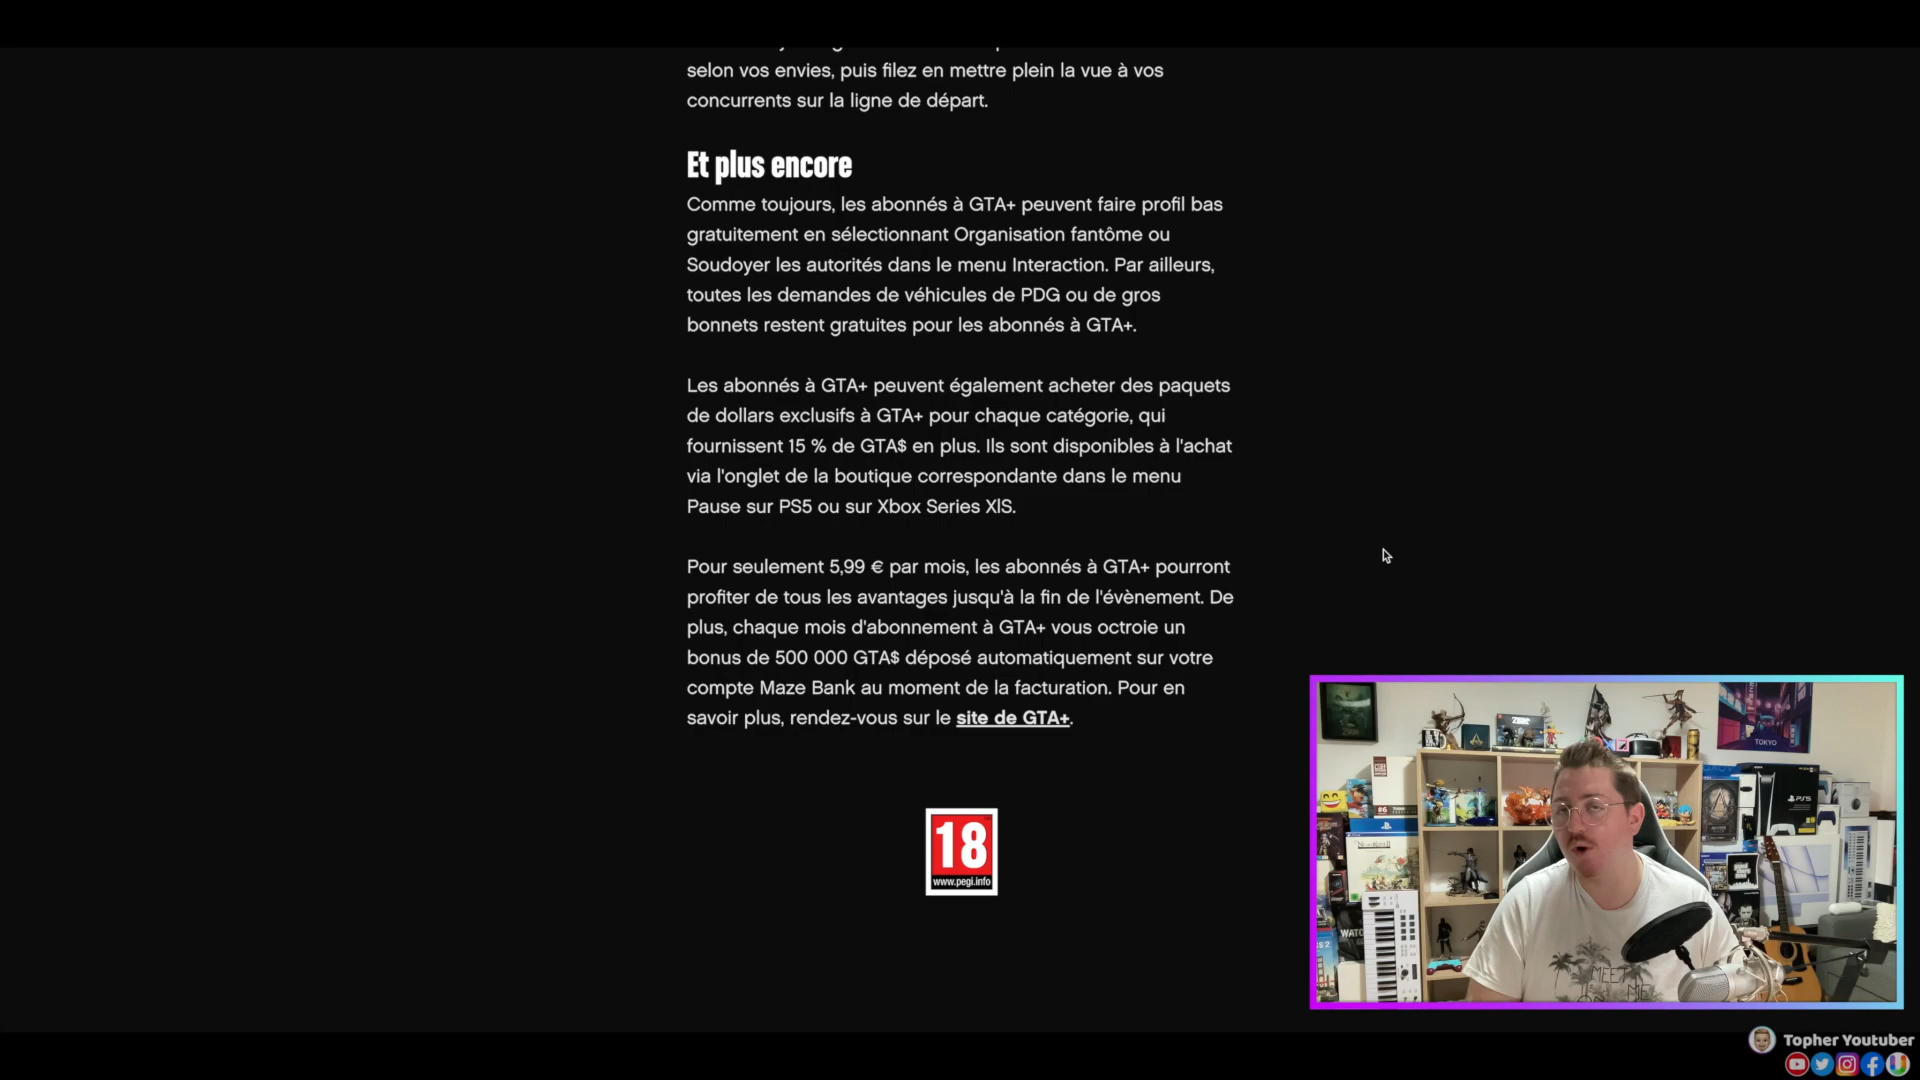 selon vos envies, puis filez en mettre plein la vue à vos
concurrents sur la ligne de départ.
Et plus encore
Comme toujours, les abonnés à GTA+ peuvent faire profil bas
gratuitement en sélectionnant Organisation fantôme ou
Soudoyer les autorités dans le menu Interaction. Par ailleurs,
toutes les demandes de véhicules de PDG ou de gros
bonnets restent gratuites pour les abonnés à GTA+.
Les abonnés à GTA+ peuvent également acheter des paquets
de dollars exclusifs à GTA+ pour chaque catégorie, qui
fournissent 15 % de GTA$ en plus. Ils sont disponibles à l'achat
via l'onglet de la boutique correspondante dans le menu
Pause sur PS5 ou sur Xbox Series X|S.
Pour seulement 5,99 € par mois, les abonnés à GTA+ pourront
profiter de tous les avantages jusqu'à la fin de l'évènement. De
plus, chaque mois d'abonnement à GTA+ vous octroie un
bonus de 500 000 GTA$ déposé automatiquement sur votre
compte Maze Bank au moment de la facturation. Pour en
savoir plus, rendez-vous sur le site de GTA+.
18
www.pegi.info
TOKYO
PS5
MEET
ME
Topher Youtuber